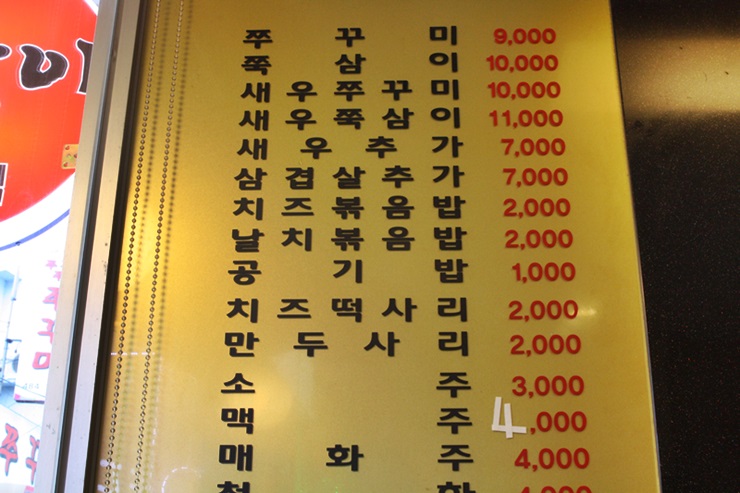 쭈 꾸 미 9,000
쭉 삼 이 10,000
새 우 쭈 꾸 미 10,000
새 우 쭉 삼 이 11,000
새 우 추 가 7,000
삼 겹 살 추 가 7,000
치 즈 볶 음 밥 2,000
날 치 볶 음 밥 2,000
공 기 밥 1,000
치 즈 떡 사 리 2,000
만 두 사 리 2,000
소 주 3,000
맥 주 4,000
매 화 주 4,000